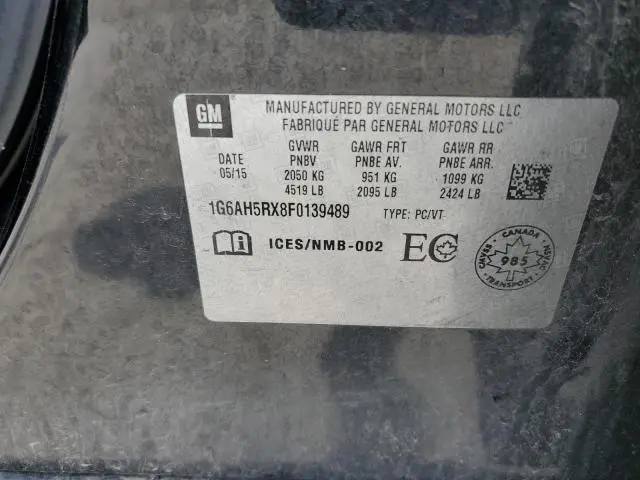 GM
MANUFACTURED BY GENERAL MOTORS LLC
FABRIQUÉ PAR GENERAL MOTORS LLC
GVWR GAWR FRT GAWR RR
DATE PNBV PNBE AV. PNBE ARR.
05/15 2050 KG 951 KG 1099 KG
4519 LB 2095 LB 2424 LB
1G6AH5RX8F0139489 TYPE: PC/VT
ICES/NMB-002 EC
CANADA
985
TRANSPORT